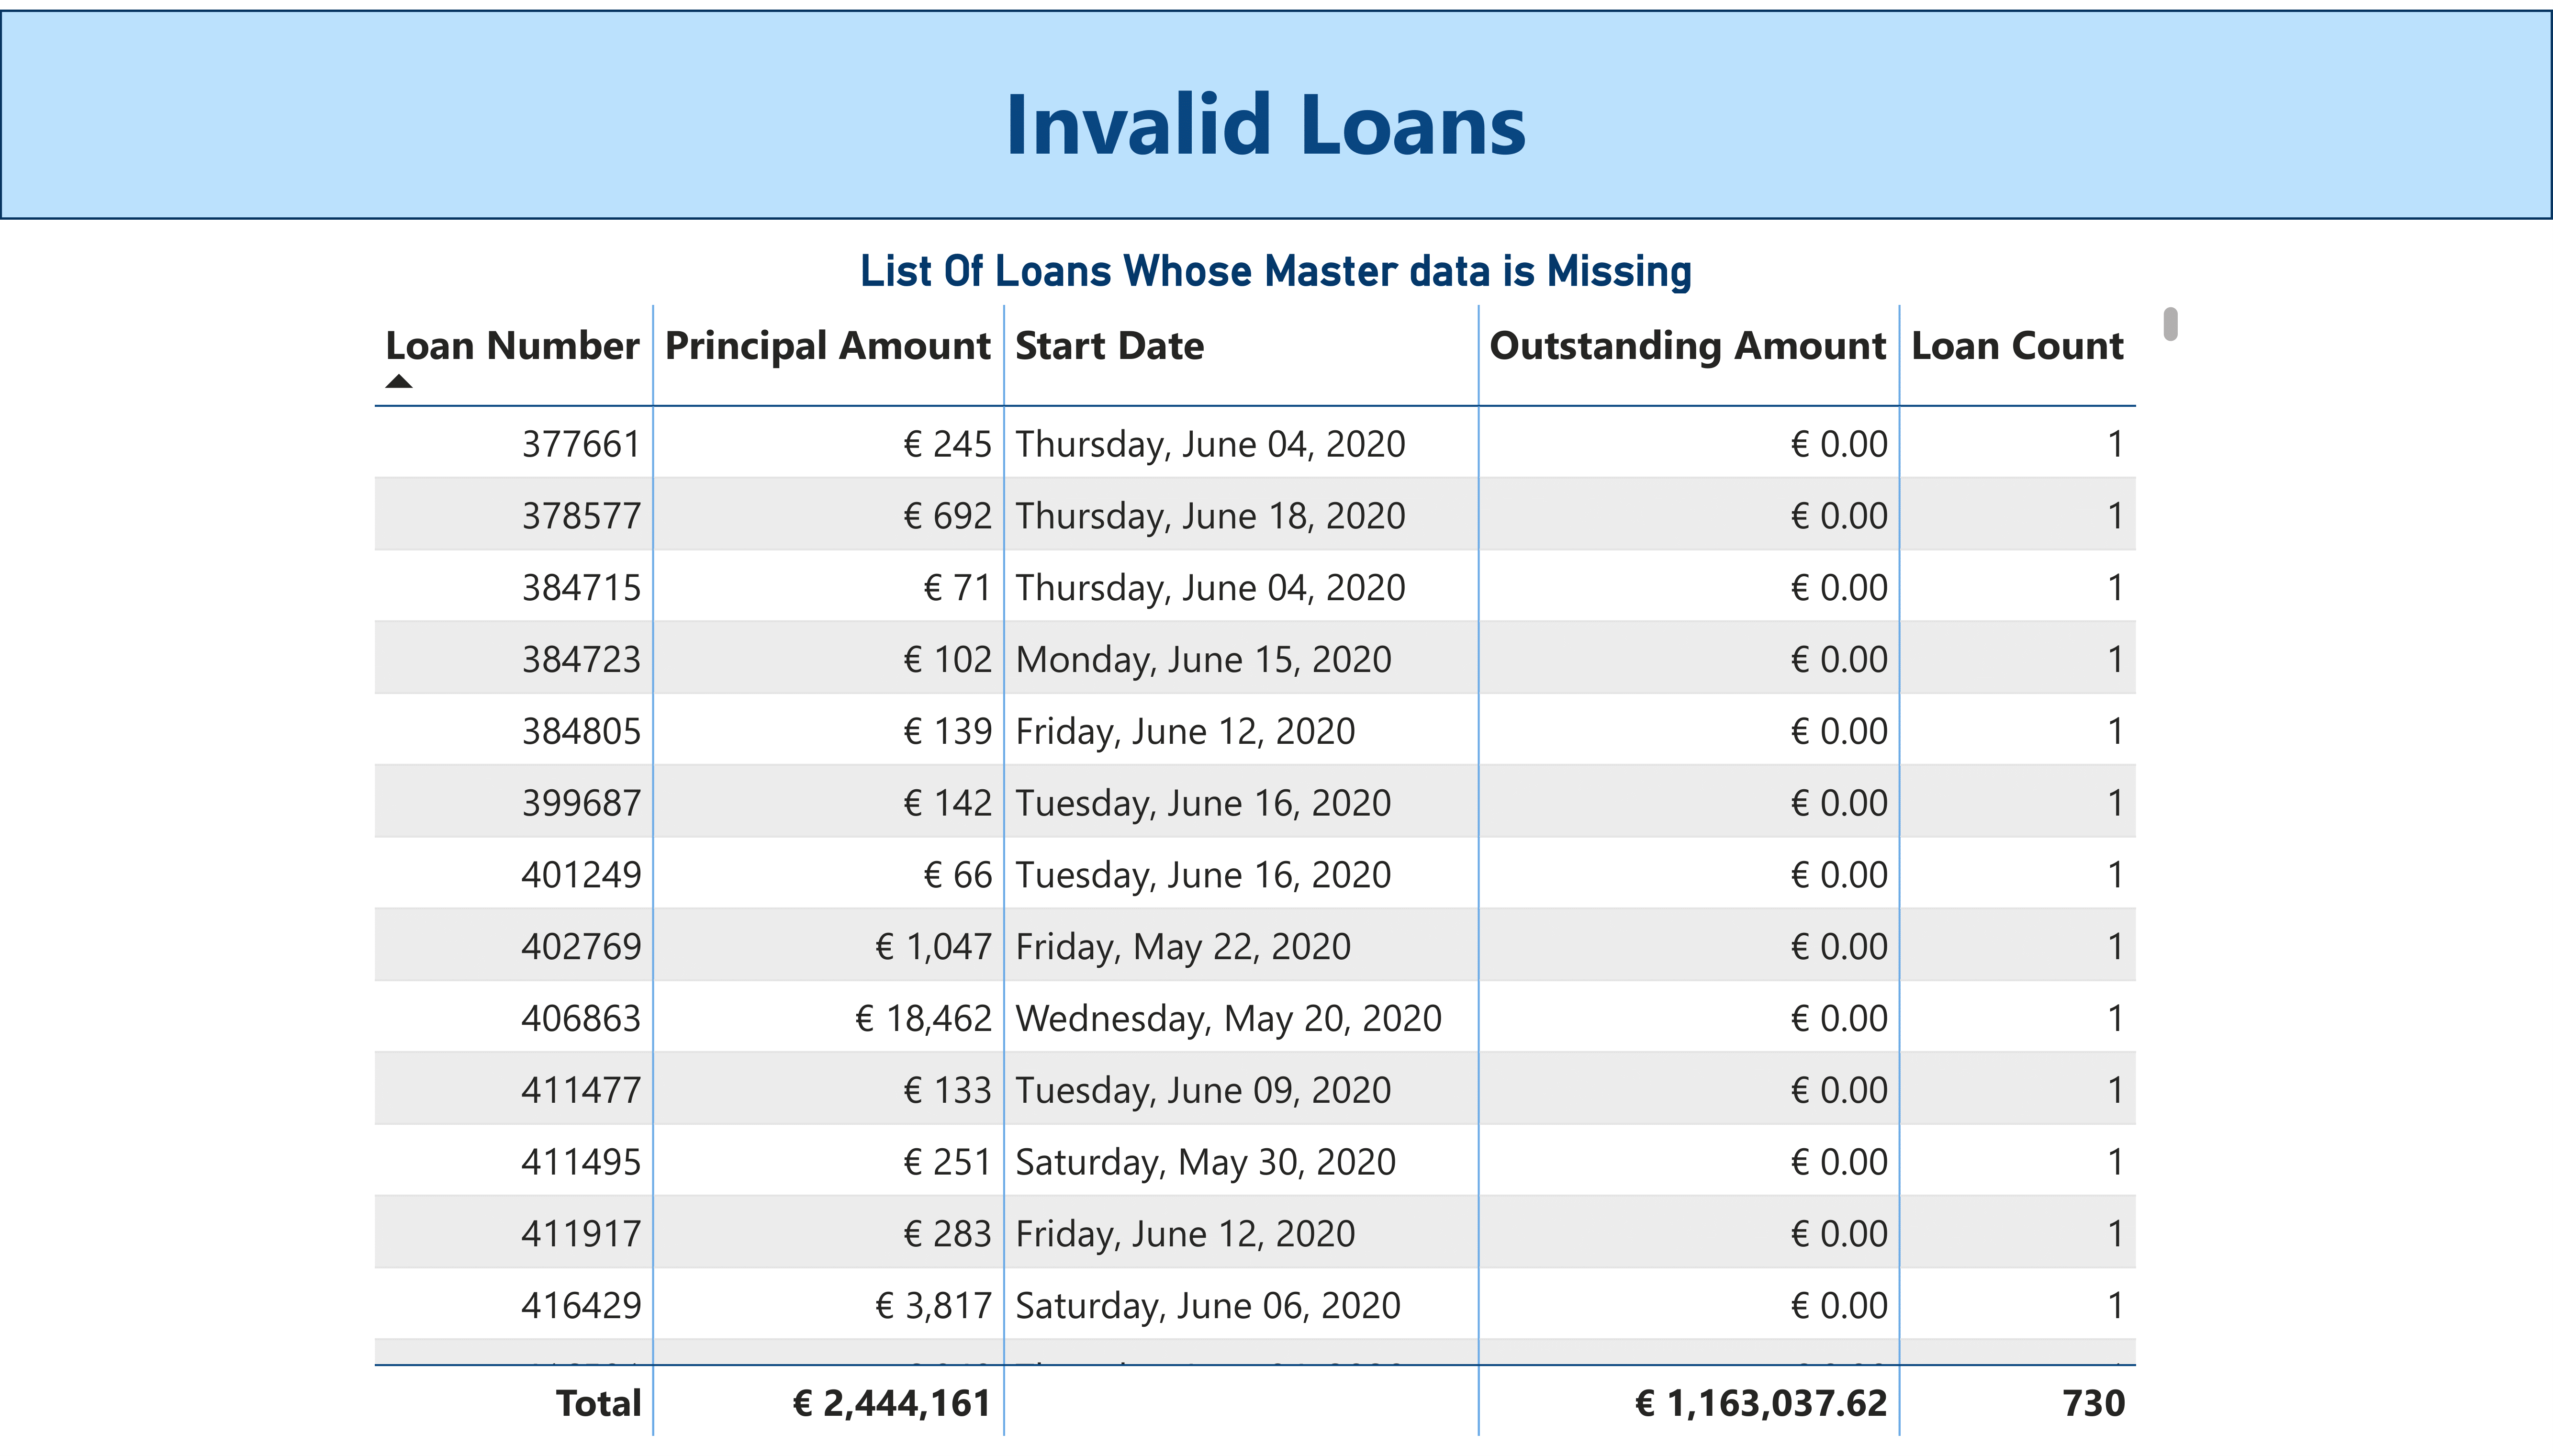 Invalid Loans
List Of Loans Whose Master data is Missing
Loan Number Principal Amount Start Date Outstanding Amount Loan Count
377661 € 245 Thursday, June 04, 2020 € 0.00 1
378577 € 692 Thursday, June 18, 2020 € 0.00 1
384715 € 71 Thursday, June 04, 2020 € 0.00 1
384723 € 102 Monday, June 15, 2020 € 0.00 1
384805 € 139 Friday, June 12, 2020 € 0.00 1
399687 € 142 Tuesday, June 16, 2020 € 0.00 1
401249 € 66 Tuesday, June 16, 2020 € 0.00 1
402769 € 1,047 Friday, May 22, 2020 € 0.00 1
406863 € 18,462 Wednesday, May 20, 2020 € 0.00 1
411477 € 133 Tuesday, June 09, 2020 € 0.00 1
411495 € 251 Saturday, May 30, 2020 € 0.00 1
411917 € 283 Friday, June 12, 2020 € 0.00 1
416429 € 3,817 Saturday, June 06, 2020 € 0.00 1
Total € 2,444,161 € 1,163,037.62 730